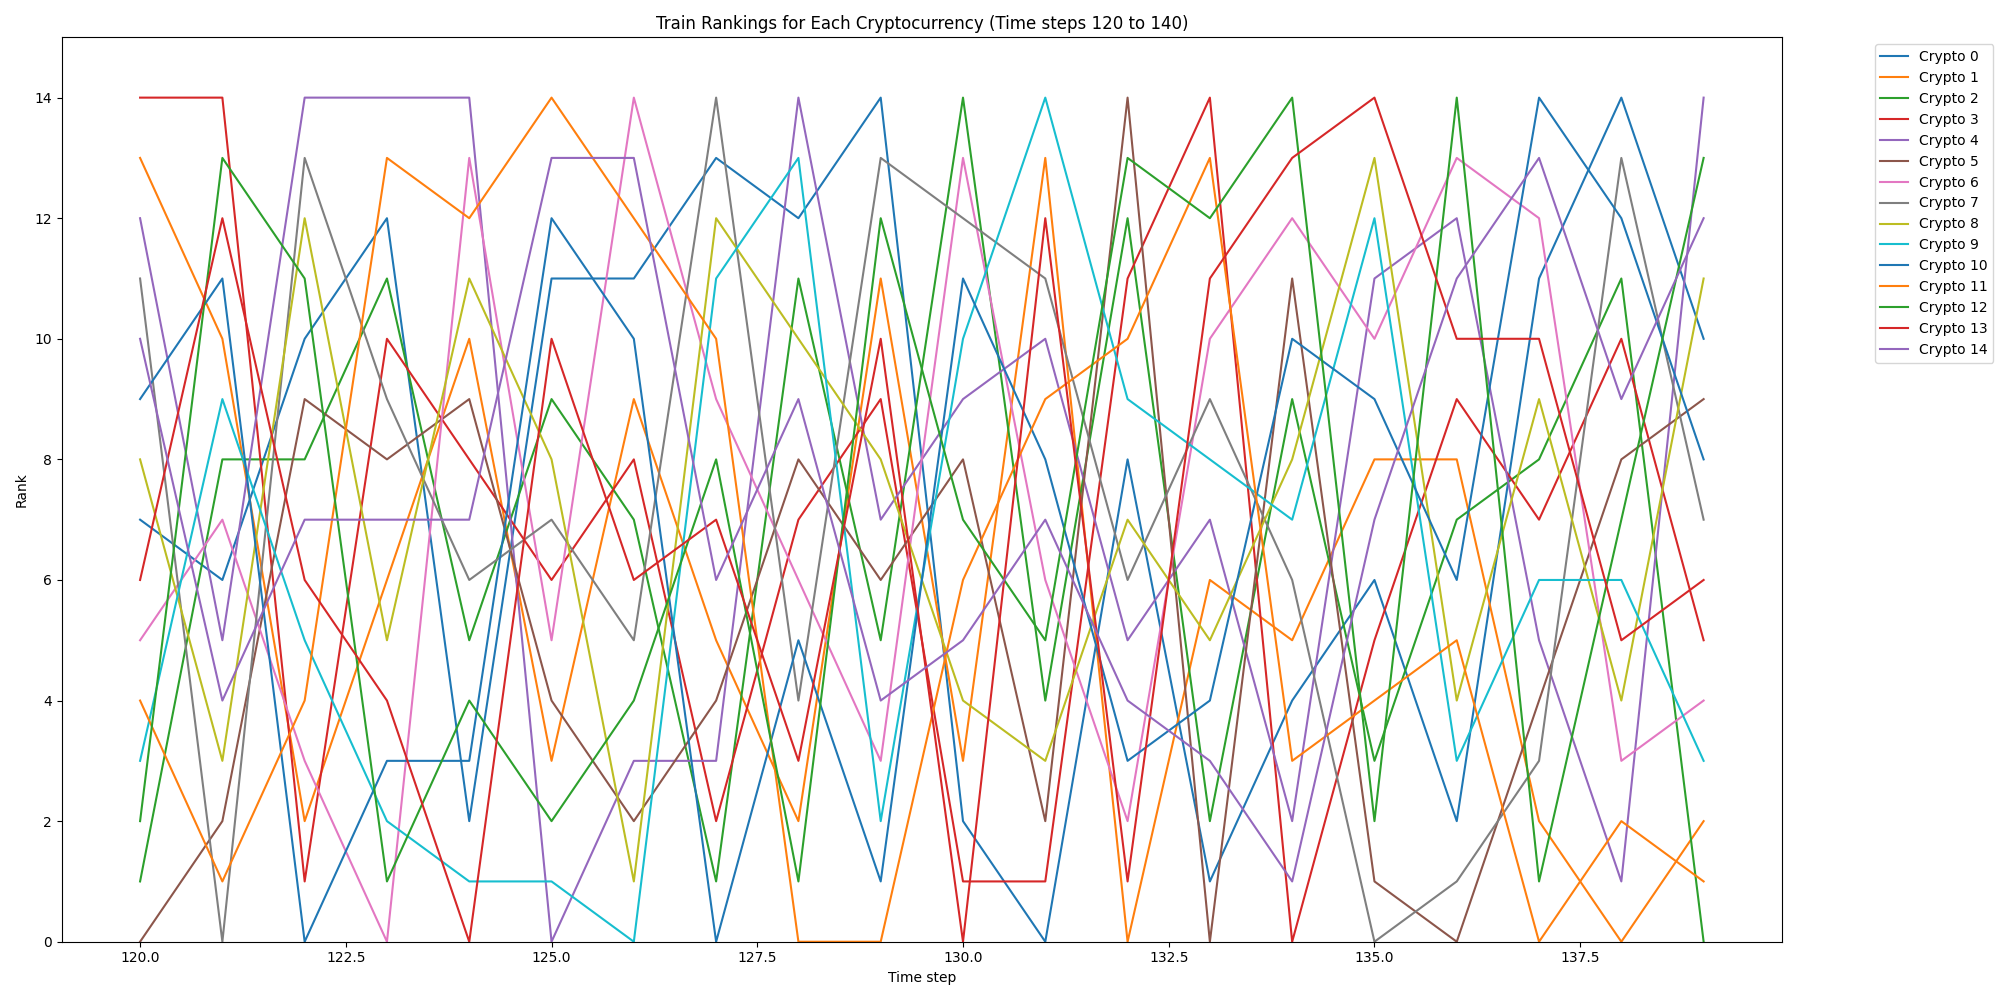 Train Rankings for Each Cryptocurrency (Time steps 120 to 140)
Rank
14
12
10
8
6
4
2
0
120.0 122.5 125.0 127.5 130.0 132.5 135.0 137.5
Time step
Crypto 0
Crypto 1
Crypto 2
Crypto 3
Crypto 4
Crypto 5
Crypto 6
Crypto 7
Crypto 8
Crypto 9
Crypto 10
Crypto 11
Crypto 12
Crypto 13
Crypto 14